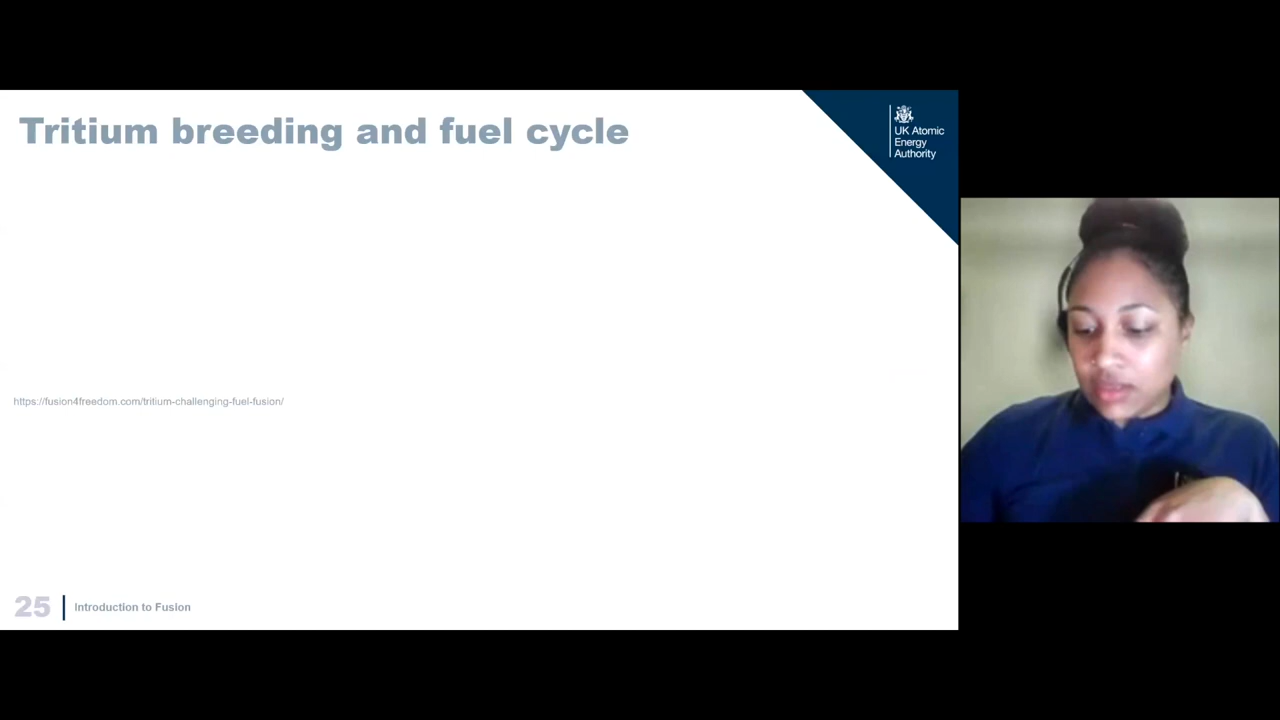 Tritium breeding and fuel cycle
UK Atomic
Energy
Authority
https://fusion4freedom.com/tritium-challenging-fuel-fusion/
25
Introduction to Fusion